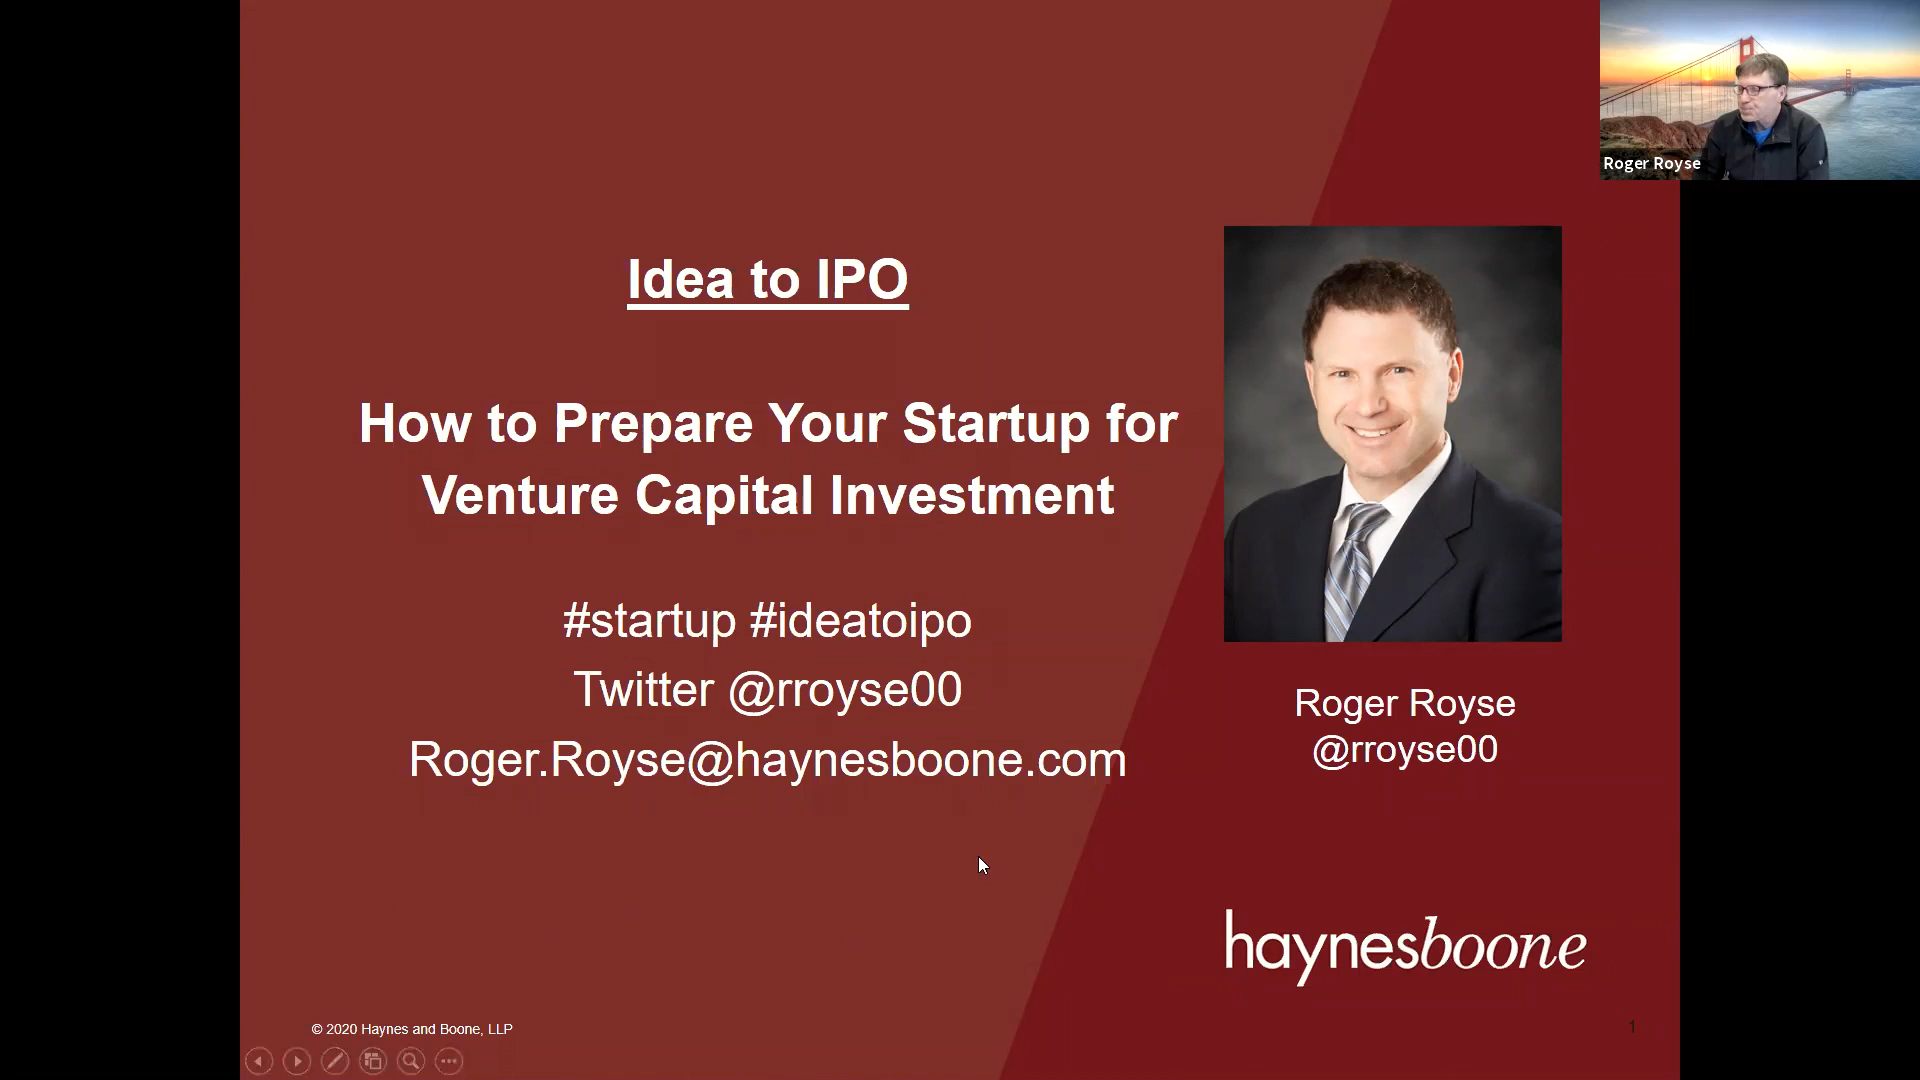 Idea to IPO
How to Prepare Your Startup for
Venture Capital Investment
#startup #ideatoipo
Twitter @rroyse00
Roger.Royse@haynesboone.com
Roger Royse
Roger Royse
@rroyse00
haynesboone
© 2020 Haynes and Boone, LLP
1